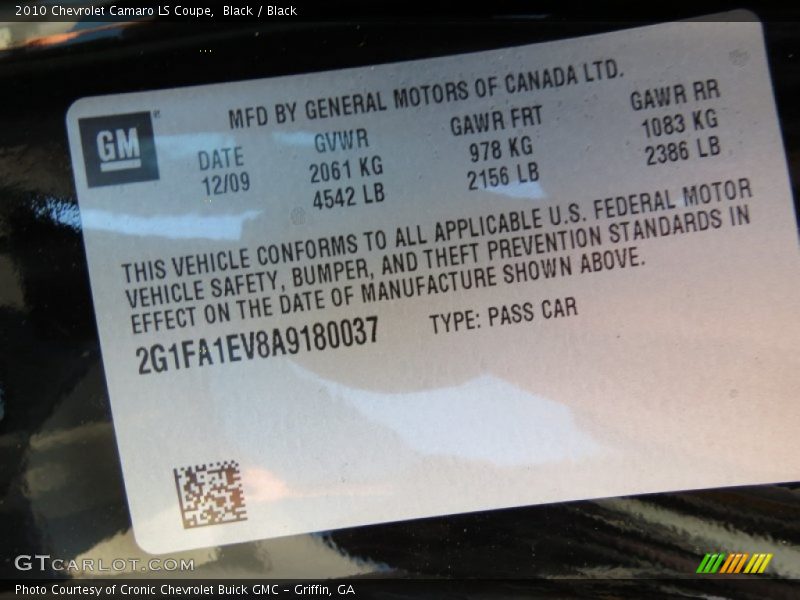 2010 Chevrolet Camaro LS Coupe,  Black / Black
MFD BY GENERAL MOTORS OF CANADA LTD.
GM
DATE GVWR GAWR FRT GAWR RR
12/09 2061 KG 978 KG 1083 KG
4542 LB 2156 LB 2386 LB
THIS VEHICLE CONFORMS TO ALL APPLICABLE U.S. FEDERAL MOTOR
VEHICLE SAFETY, BUMPER, AND THEFT PREVENTION STANDARDS IN
EFFECT ON THE DATE OF MANUFACTURE SHOWN ABOVE.
2G1FA1EV8A9180037 TYPE: PASS CAR
GTCARLOT.COM
Photo Courtesy of Cronic Chevrolet Buick GMC – Griffin, GA